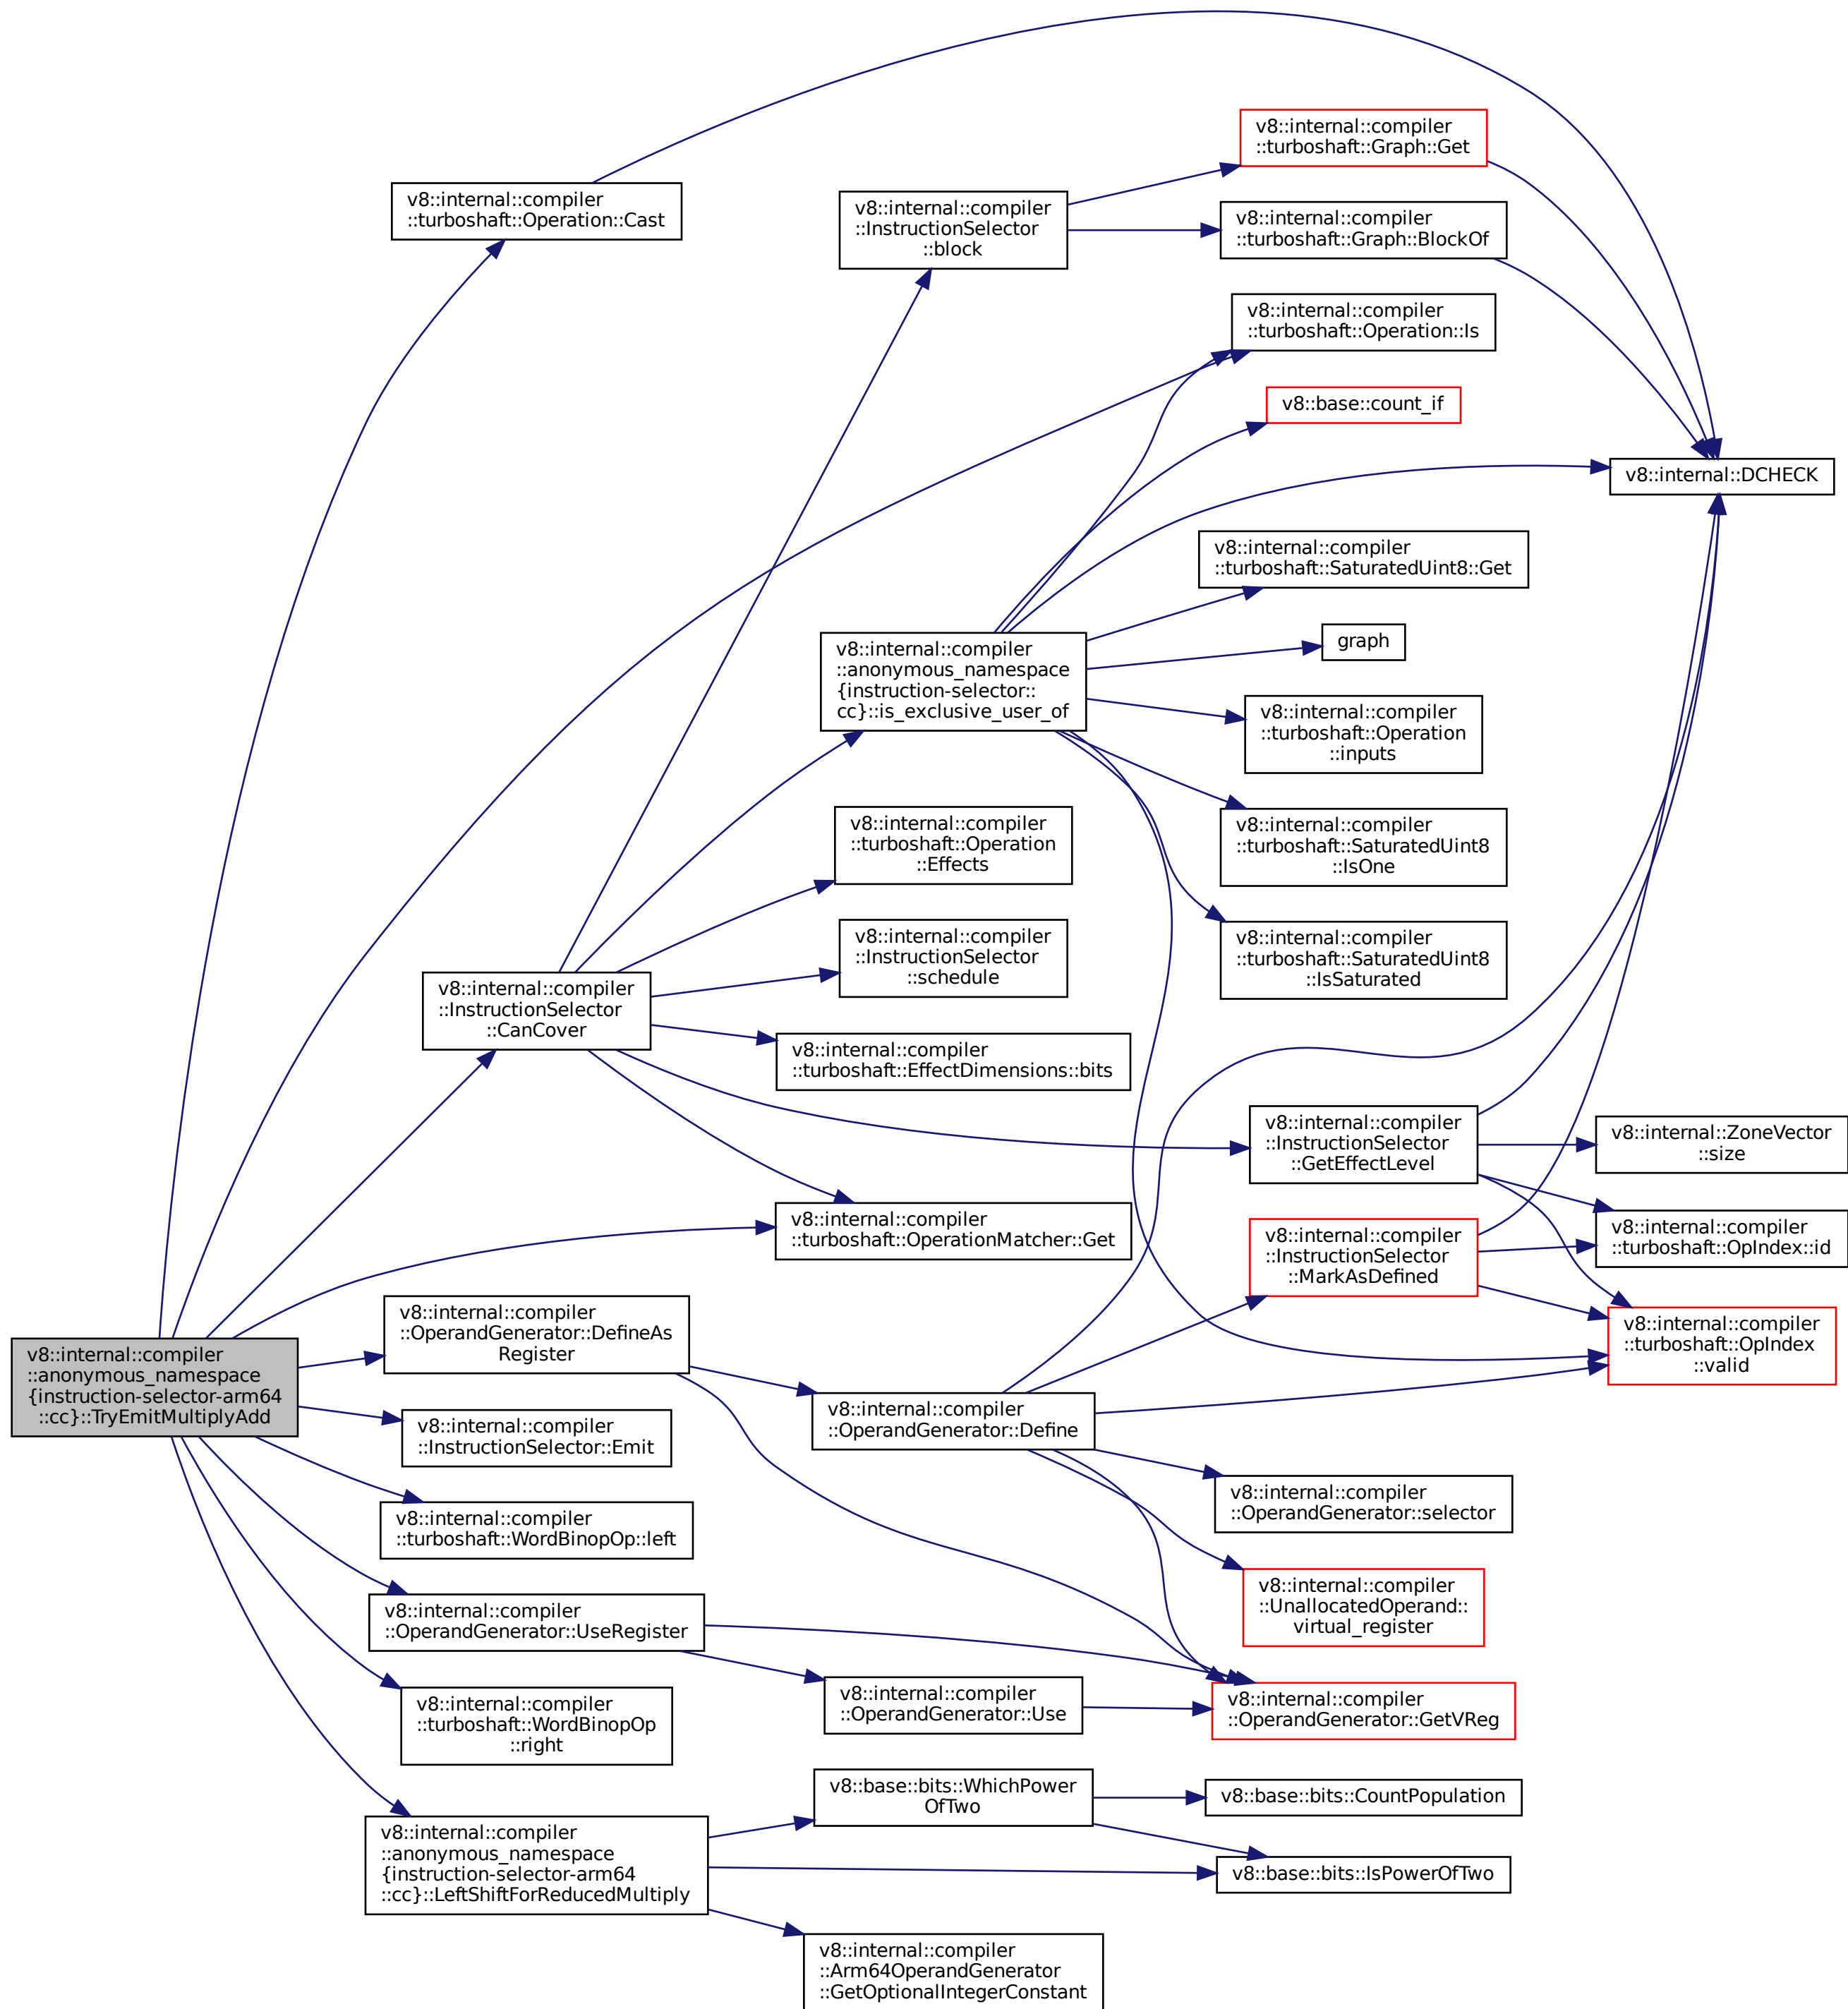 v8::internal::compiler
::turboshaft::Operation::Cast
v8::internal::compiler
::InstructionSelector
::block
v8::internal::compiler
::turboshaft::Graph::Get
v8::internal::compiler
::turboshaft::Graph::BlockOf
v8::internal::compiler
::turboshaft::Operation::Is
v8::base::count_if
v8::internal::DCHECK
v8::internal::compiler
::turboshaft::SaturatedUint8::Get
graph
v8::internal::compiler
::anonymous_namespace
{instruction-selector::
cc}::is_exclusive_user_of
v8::internal::compiler
::turboshaft::Operation
::inputs
v8::internal::compiler
::turboshaft::SaturatedUint8
::IsOne
v8::internal::compiler
::turboshaft::Operation
::Effects
v8::internal::compiler
::InstructionSelector
::schedule
v8::internal::compiler
::turboshaft::SaturatedUint8
::IsSaturated
v8::internal::compiler
::InstructionSelector
::CanCover
v8::internal::compiler
::turboshaft::EffectDimensions::bits
v8::internal::compiler
::InstructionSelector
::GetEffectLevel
v8::internal::ZoneVector
::size
v8::internal::compiler
::turboshaft::OperationMatcher::Get
v8::internal::compiler
::InstructionSelector
::MarkAsDefined
v8::internal::compiler
::turboshaft::OpIndex::id
v8::internal::compiler
::turboshaft::OpIndex
::valid
v8::internal::compiler
::OperandGenerator::DefineAs
Register
v8::internal::compiler
::anonymous_namespace
{instruction-selector-arm64
::cc}::TryEmitMultiplyAdd
v8::internal::compiler
::OperandGenerator::Define
v8::internal::compiler
::InstructionSelector::Emit
v8::internal::compiler
::OperandGenerator::selector
v8::internal::compiler
::turboshaft::WordBinopOp::left
v8::internal::compiler
::UnallocatedOperand::
virtual_register
v8::internal::compiler
::OperandGenerator::UseRegister
v8::internal::compiler
::OperandGenerator::Use
v8::internal::compiler
::OperandGenerator::GetVReg
v8::internal::compiler
::turboshaft::WordBinopOp
::right
v8::base::bits::WhichPower
OfTwo
v8::base::bits::CountPopulation
v8::internal::compiler
::anonymous_namespace
{instruction-selector-arm64
::cc}::LeftShiftForReducedMultiply
v8::base::bits::IsPowerOfTwo
v8::internal::compiler
::Arm64OperandGenerator
::GetOptionalIntegerConstant